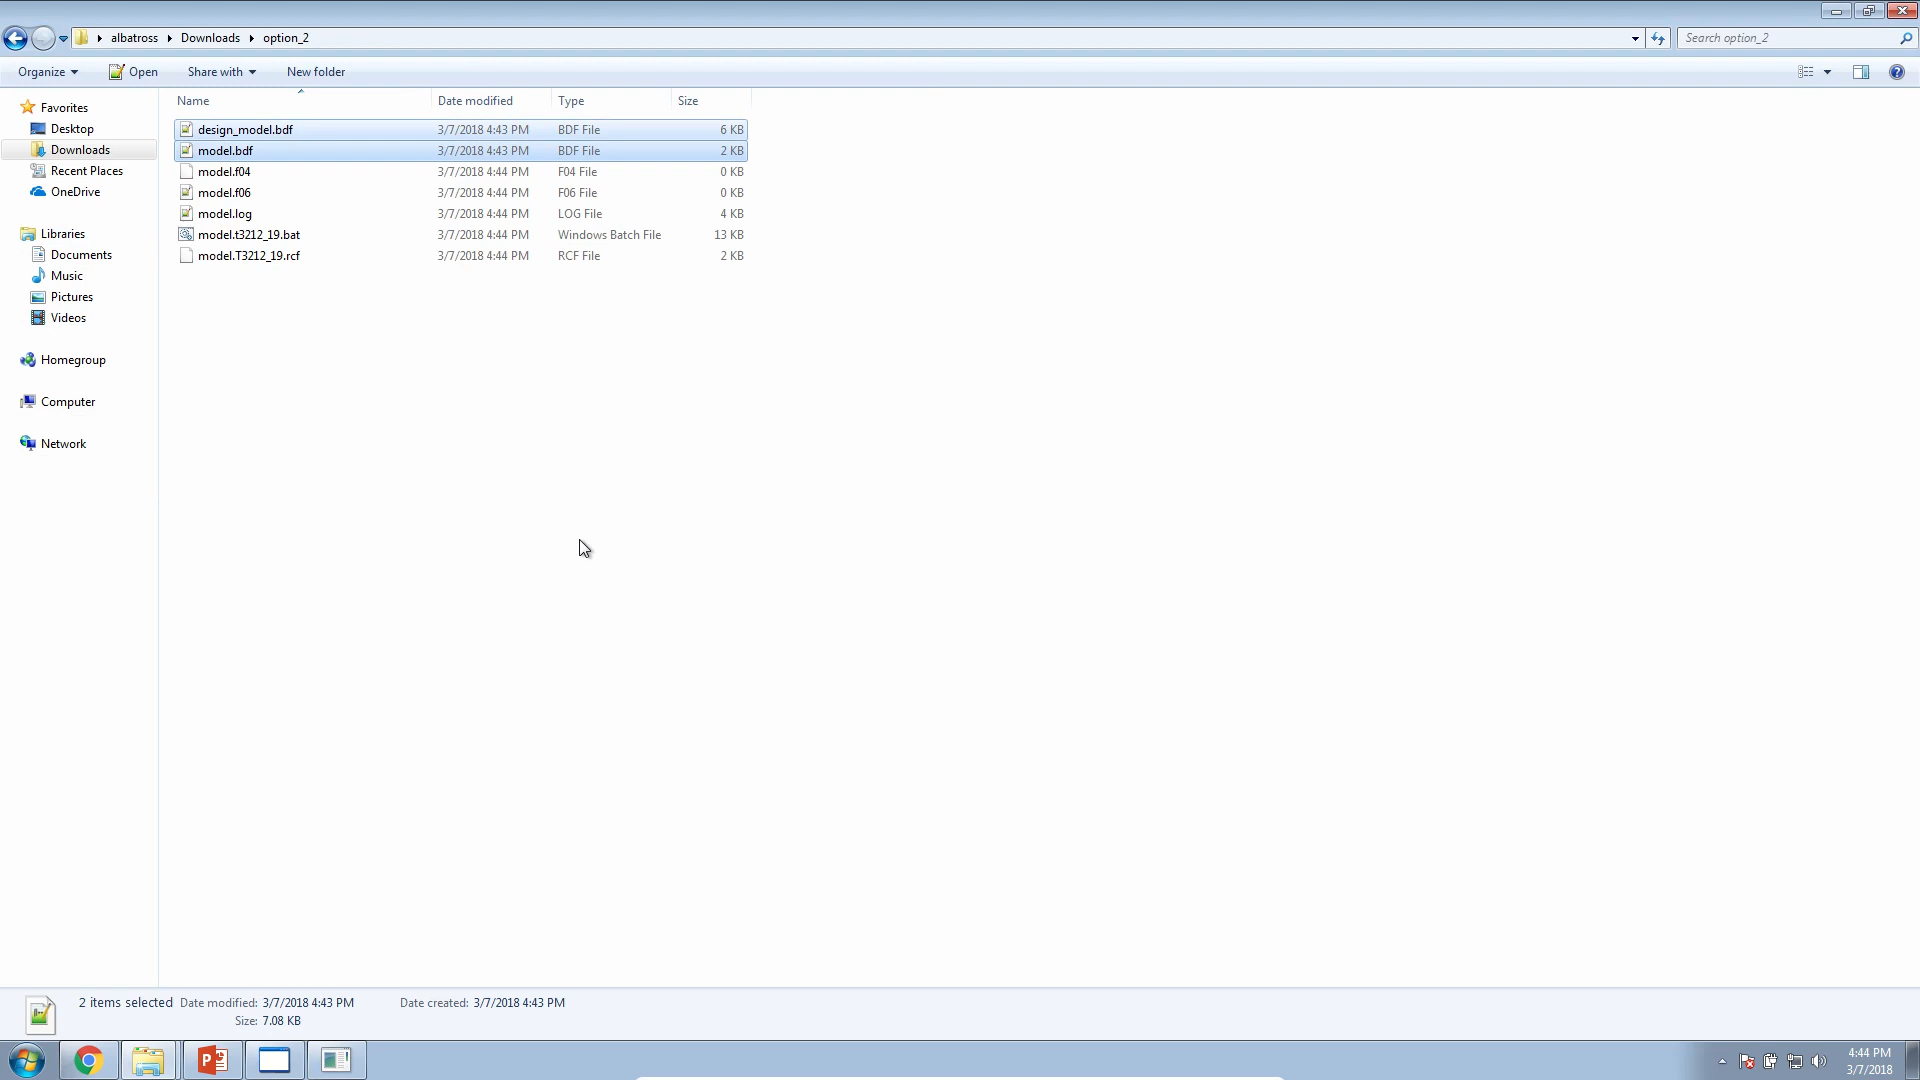 albatross Downloads option_2
Search option_2
Organize Open Share with New folder
Name Date modified Type Size
Favorites
Desktop
Downloads
Recent Places
OneDrive
Libraries
Documents
Music
Pictures
Videos
Homegroup
Computer
Network
design_model.bdf 3/7/2018 4:43 PM BDF File 6 KB
model.bdf 3/7/2018 4:43 PM BDF File 2 KB
model.f04 3/7/2018 4:44 PM F04 File 0 KB
model.f06 3/7/2018 4:44 PM F06 File 0 KB
model.log 3/7/2018 4:44 PM LOG File 4 KB
model.t3212_19.bat 3/7/2018 4:44 PM Windows Batch File 13 KB
model.T3212_19.rcf 3/7/2018 4:44 PM RCF File 2 KB
2 items selected Date modified: 3/7/2018 4:43 PM Date created: 3/7/2018 4:43 PM
Size: 7.08 KB
4:44 PM
3/7/2018